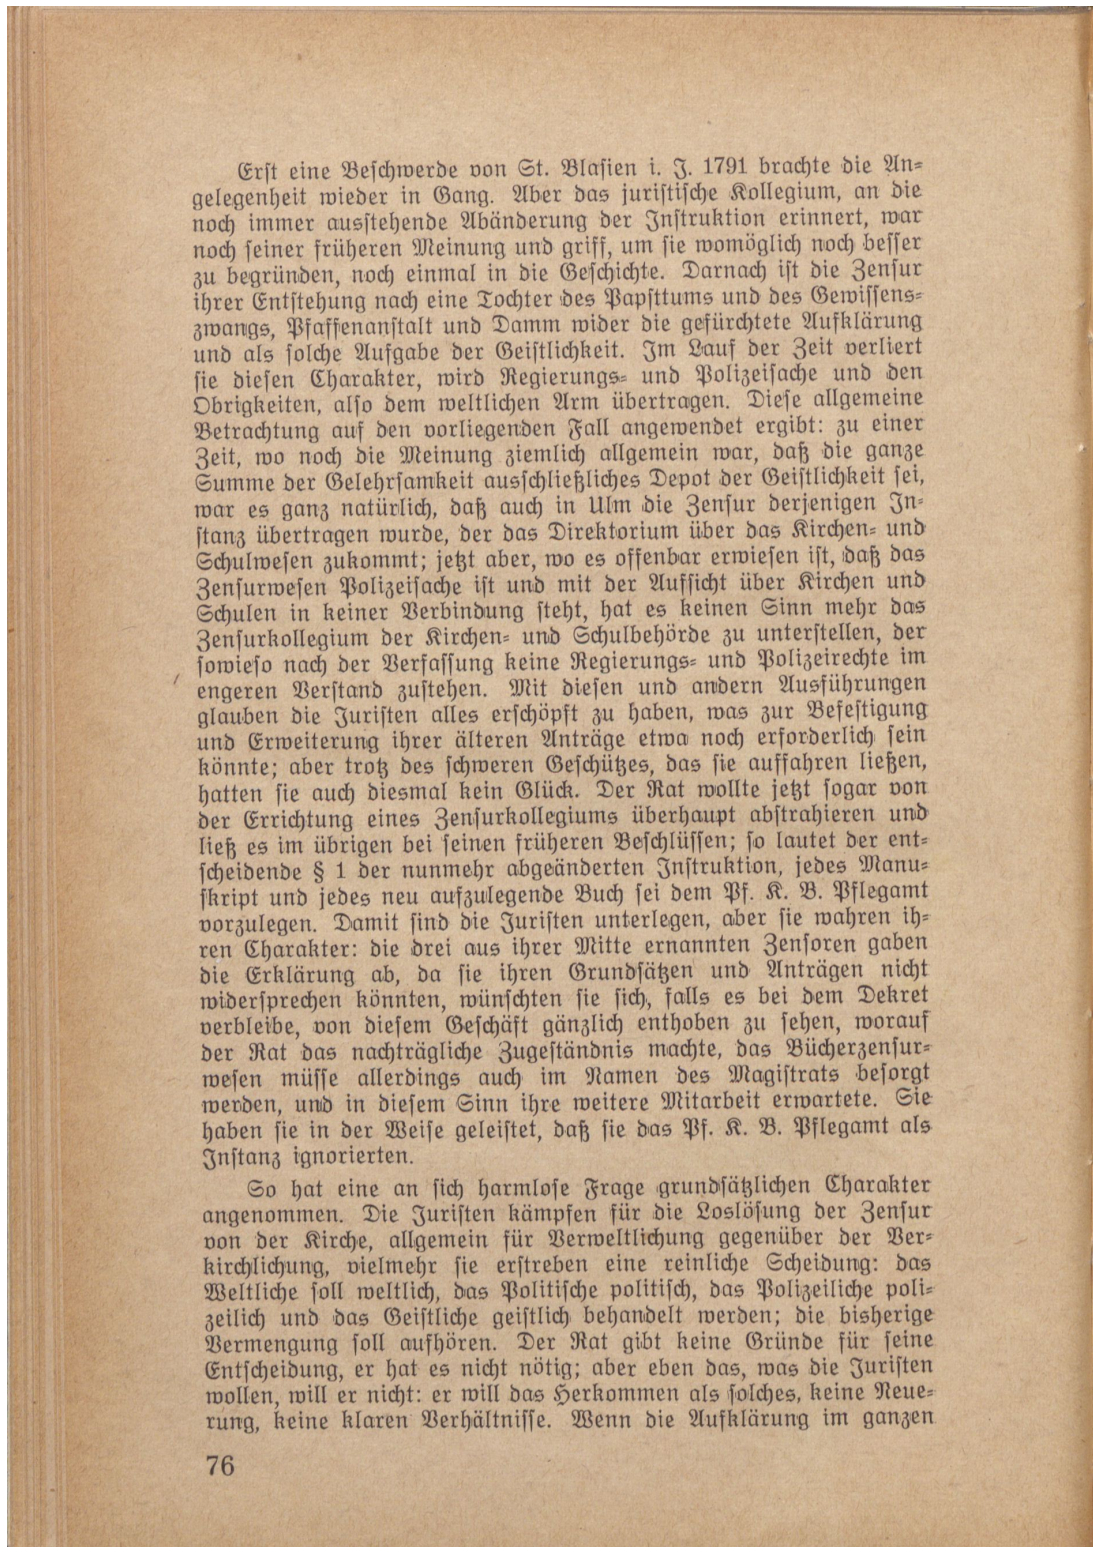 Erst eine Beschwerde von St. Blasien i. J. 1791 brachte die An-
gelegenheit wieder in Gang. Aber das juristische Kollegium, an die
noch immer ausstehende Abänderung der Instruktion erinnert, war
noch seiner früheren Meinung und griff, um sie womöglich noch besser
zu begründen, noch einmal in die Geschichte. Darnach ist die Zensur
ihrer Entstehung nach eine Tochter des Papsttums und des Gewissens-
zwangs, Pfaffenanstalt und Damm wider die gefürchtete Aufklärung
und als solche Aufgabe der Geistlichkeit. Im Lauf der Zeit verliert
sie diesen Charakter, wird Regierungs- und Polizeisache und den
Obrigkeiten, also dem weltlichen Arm übertragen. Diese allgemeine
Betrachtung auf den vorliegenden Fall angewendet ergibt: zu einer
Zeit, wo noch die Meinung ziemlich allgemein war, daß die ganze
Summe der Gelehrsamkeit ausschließliches Depot der Geistlichkeit sei,
war es ganz natürlich, daß auch in Ulm die Zensur derjenigen In-
stanz übertragen wurde, der das Direktorium über das Kirchen- und
Schulwesen zukommt; jetzt aber, wo es offenbar erwiesen ist, daß das
Zensurwesen Polizeisache ist und mit der Aufsicht über Kirchen und
Schulen in keiner Verbindung steht, hat es keinen Sinn mehr das
Zensurkollegium der Kirchen- und Schulbehörde zu unterstellen, der
sowieso nach der Verfassung keine Regierungs- und Polizeirechte im
engeren Verstand zustehen. Mit diesen und andern Ausführungen
glauben die Juristen alles erschöpft zu haben, was zur Befestigung
und Erweiterung ihrer älteren Anträge etwa noch erforderlich sein
könnte; aber trotz des schweren Geschützes, das sie auffahren ließen,
hatten sie auch diesmal kein Glück. Der Rat wollte jetzt sogar von
der Errichtung eines Zensurkollegiums überhaupt abstrahieren und
ließ es im übrigen bei seinen früheren Beschlüssen; so lautet der ent-
scheidende § 1 der nunmehr abgeänderten Instruktion, jedes Manu-
skript und jedes neu aufzulegende Buch sei dem Pf. K. B. Pflegamt
vorzulegen. Damit sind die Juristen unterlegen, aber sie wahren ih-
ren Charakter: die drei aus ihrer Mitte ernannten Zensoren gaben
die Erklärung ab, da sie ihren Grundsätzen und Anträgen nicht
widersprechen könnten, wünschten sie sich, falls es bei dem Dekret
verbleibe, von diesem Geschäft gänzlich enthoben zu sehen, worauf
der Rat das nachträgliche Zugeständnis machte, das Bücherzensur-
wesen müsse allerdings auch im Namen des Magistrats besorgt
werden, und in diesem Sinn ihre weitere Mitarbeit erwartete. Sie
haben sie in der Weise geleistet, daß sie das Pf. K. B. Pflegamt als
Instanz ignorierten.
So hat eine an sich harmlose Frage grundsätzlichen Charakter
angenommen. Die Juristen kämpfen für die Loslösung der Zensur
von der Kirche, allgemein für Verweltlichung gegenüber der Ver-
kirchlichung, vielmehr sie erstreben eine reinliche Scheidung: das
Weltliche soll weltlich, das Politische politisch, das Polizeiliche poli-
zeilich und das Geistliche geistlich behandelt werden; die bisherige
Vermengung soll aufhören. Der Rat gibt keine Gründe für seine
Entscheidung, er hat es nicht nötig; aber eben das, was die Juristen
wollen, will er nicht: er will das Herkommen als solches, keine Neue-
rung, keine klaren Verhältnisse. Wenn die Aufklärung im ganzen
76